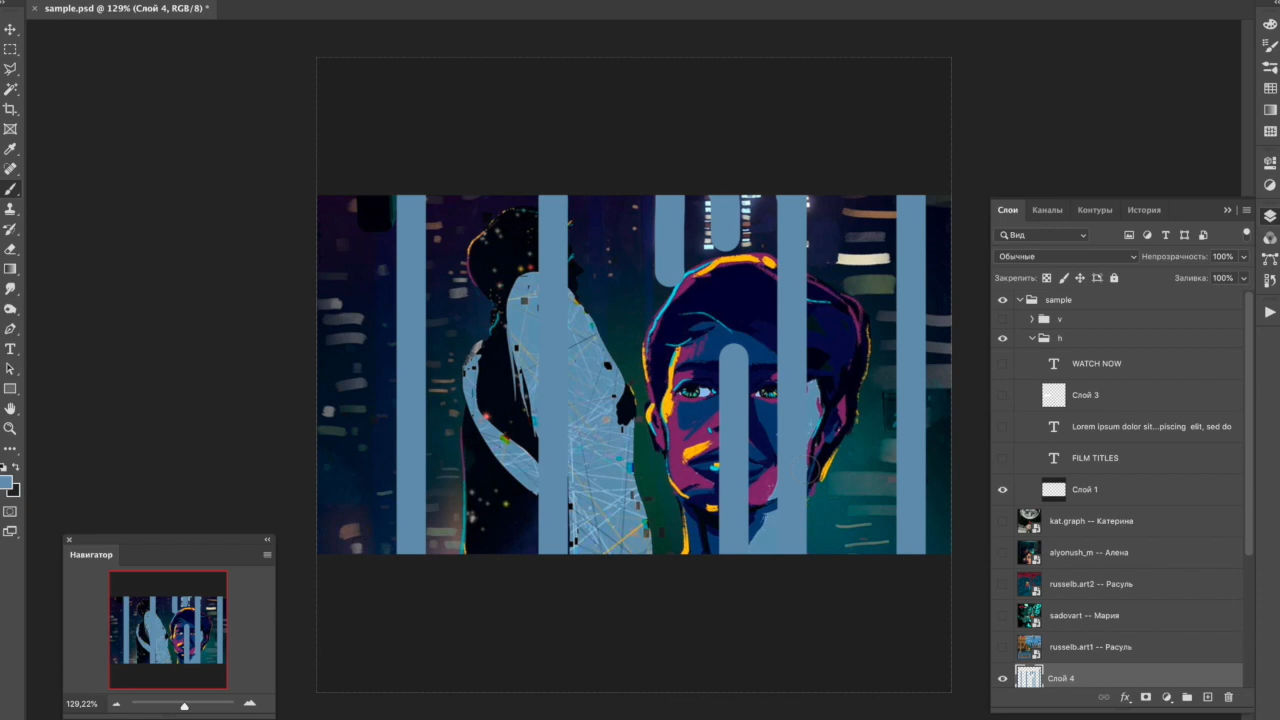 sample.psd @ 129% (Слой 4, RGB/8) *
Слои Каналы Контуры История
Вид
Обычные Непрозрачность: 100%
Закрепить: Заливка: 100%
sample
v
h
WATCH NOW
Слой 3
Lorem ipsum dolor sit...piscing elit, sed do
FILM TITLES
Слой 1
kat.graph -- Катерина
alyonush_m -- Алена
russelb.art2 -- Расуль
sadovart -- Мария
russelb.art1 -- Расуль
Слой 4
fx
Навигатор
129,22%